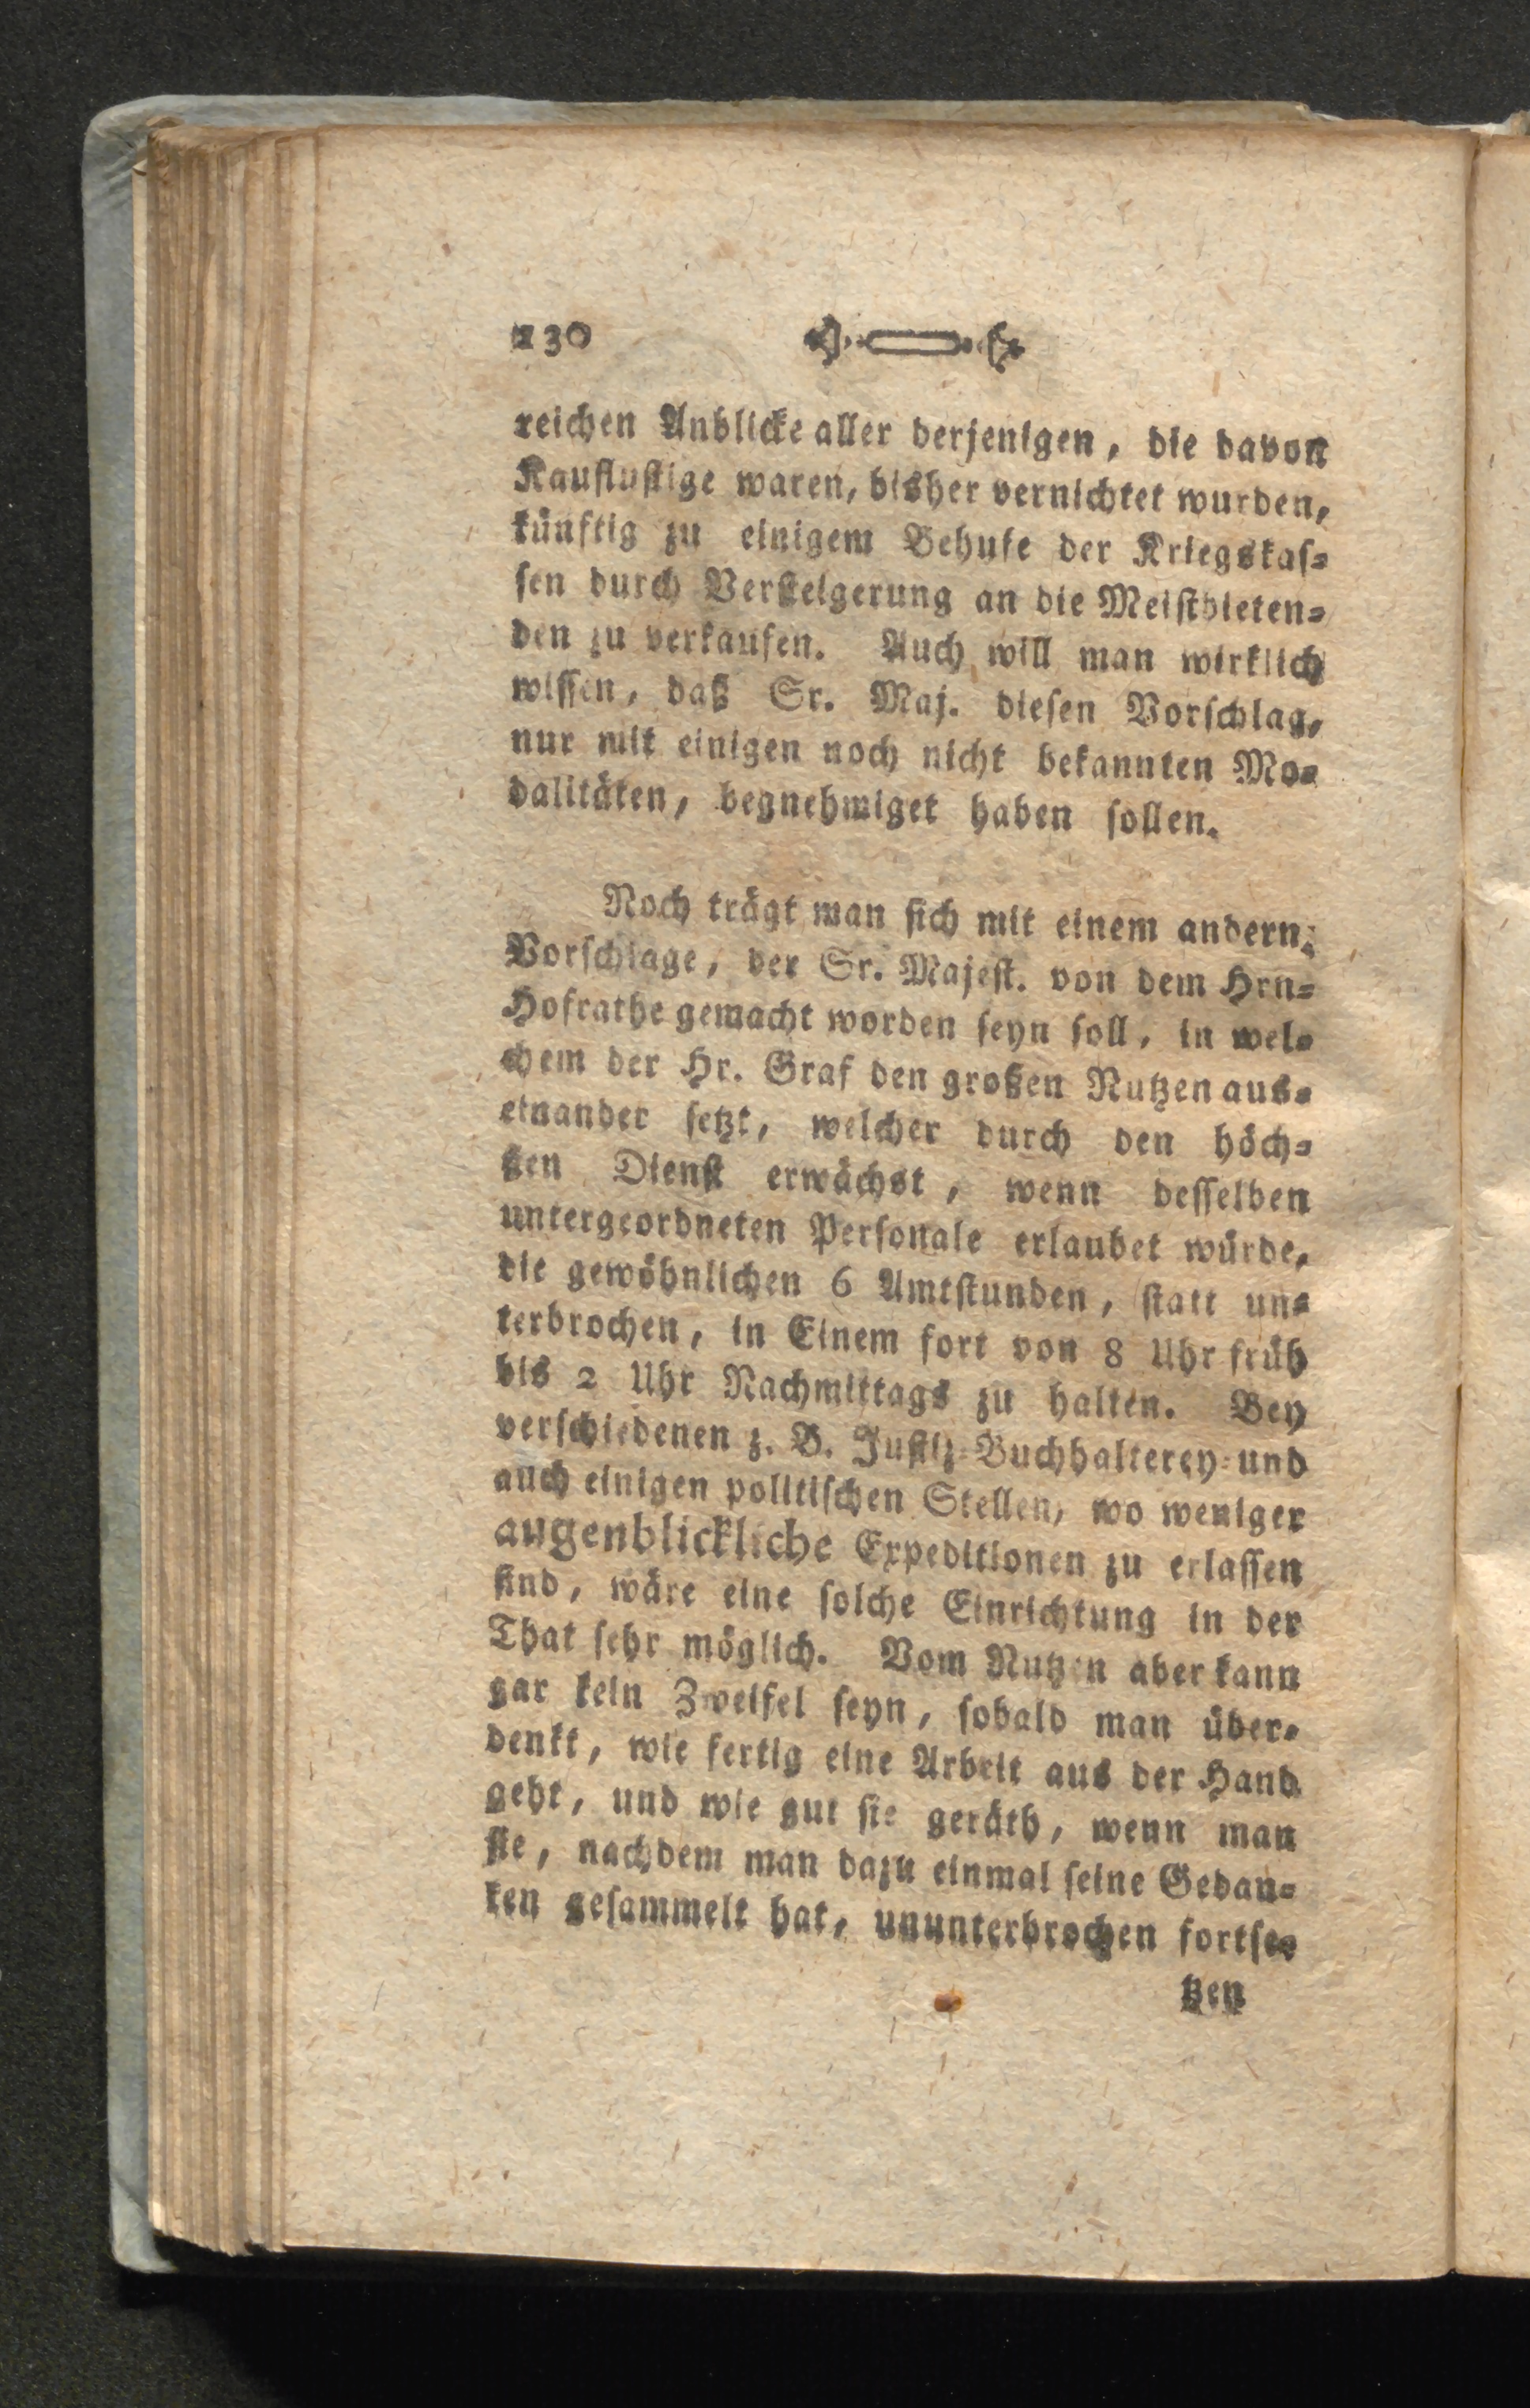 230
reichen Anblicke aller derjenigen, die davon
Kauflustige waren, bisher vernichtet wurden,
künftig zu einigem Behufe der Kriegskas=
sen durch Versteigerung an die Meistbieten=
den zu verkaufen. Auch will man wirklich
wissen, daß Sr. Maj. diesen Vorschlag,
nur mit einigen noch nicht bekannten Mo=
dalitäten, begnehmiget haben sollen.
Noch trägt man sich mit einem andern
Vorschlage, der Sr. Majest. von dem Hrn=
Hofrathe gemacht worden seyn soll, in wel=
chem der Hr. Graf den großen Nutzen aus=
einander setzt, welcher durch den höch=
sten Dienst erwächst, wenn desselben
untergeordneten Personale erlaubet würde,
die gewöhnlichen 6 Amtstunden, statt un=
terbrochen, in Einem fort von 8 Uhr früh
bis 2 Uhr Nachmittags zu halten. Bey
verschiedenen z. B. Justiz=Buchhalterey=und
auch einigen politischen Stellen, wo weniger
augenblickliche Expeditionen zu erlassen
sind, wäre eine solche Einrichtung in der
That sehr möglich. Vom Nutzen aber kann
gar kein Zweifel seyn, sobald man über=
denkt, wie fertig eine Arbeit aus der Hand
geht, und wie gut sie geräth, wenn man
sie, nachdem man dazu einmal seine Gedan=
ken gesammelt hat, ununterbrochen fortse=
tzen